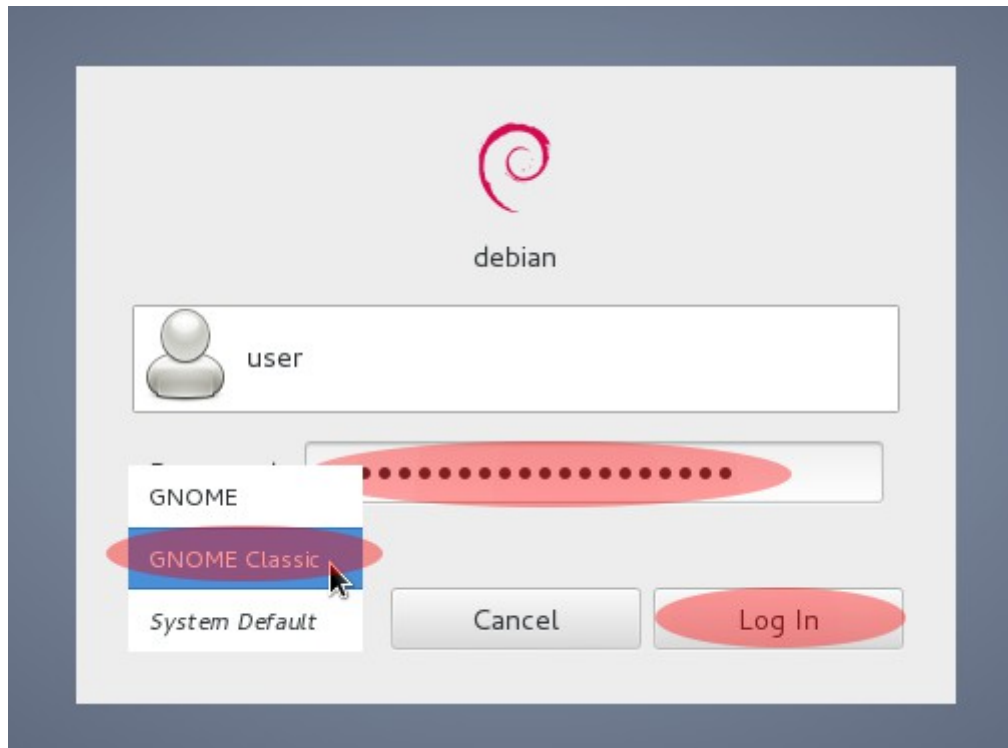 debian
user
GNOME
GNOME Classic
System Default
Cancel
Log In